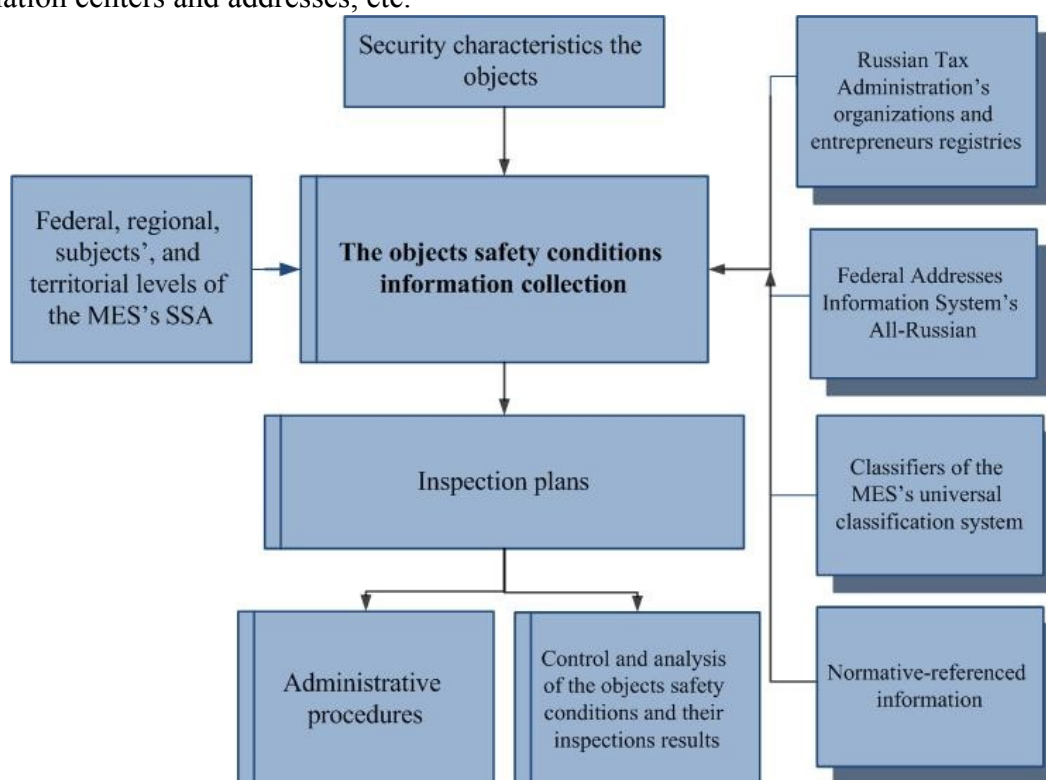 ation centers and addresses, etc.
Security characteristics the
objects
Russian Tax
Administration’s
organizations and
entrepreneurs registries
Federal, regional,
subjects’, and
territorial levels of
the MES’s SSA
The objects safety conditions
information collection
Federal Addresses
Information System’s
All-Russian
Inspection plans
Classifiers of the
MES’s universal
classification system
Administrative
procedures
Control and analysis
of the objects safety
conditions and their
inspections results
Normative-referenced
information